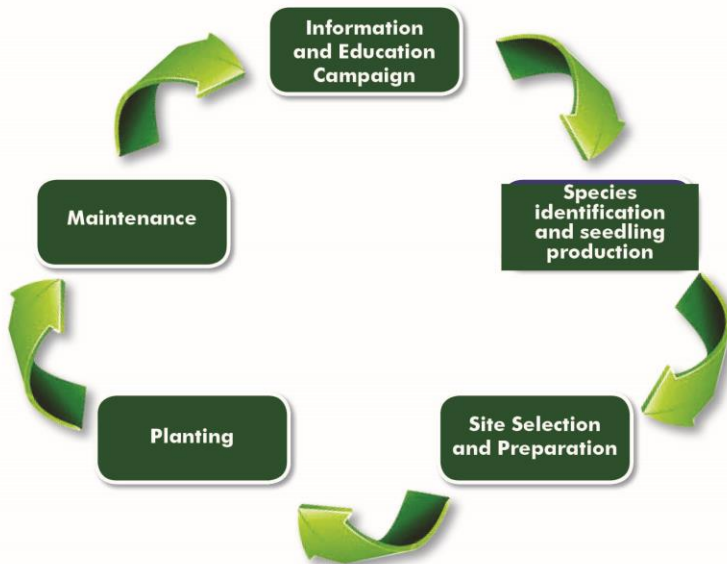 Information
and Education
Campaign
Species
identification
and seedling
production
Site Selection
and Preparation
Planting
Maintenance